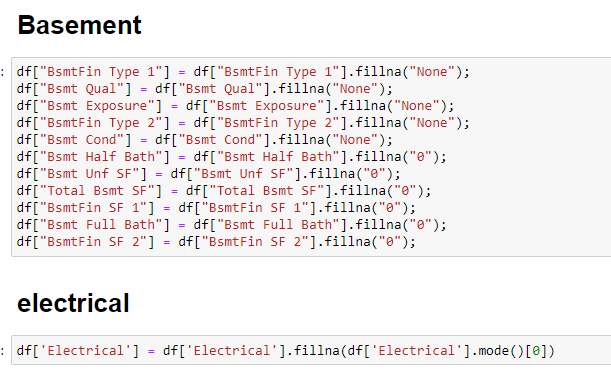 Basement
: df["BsmtFin Type 1"] = df["BsmtFin Type 1"].fillna("None");
df["Bsmt Qual"] = df["Bsmt Qual"].fillna("None");
df["Bsmt Exposure"] = df["Bsmt Exposure"].fillna("None");
df["BsmtFin Type 2"] = df["BsmtFin Type 2"].fillna("None");
df["Bsmt Cond"] = df["Bsmt Cond"].fillna("None");
df["Bsmt Half Bath"] = df["Bsmt Half Bath"].fillna("0");
df["Bsmt Unf SF"] = df["Bsmt Unf SF"].fillna("0");
df["Total Bsmt SF"] = df["Total Bsmt SF"].fillna("0");
df["BsmtFin SF 1"] = df["BsmtFin SF 1"].fillna("0");
df["Bsmt Full Bath"] = df["Bsmt Full Bath"].fillna("0");
df["BsmtFin SF 2"] = df["BsmtFin SF 2"].fillna("0");
electrical
: df['Electrical'] = df['Electrical'].fillna(df['Electrical'].mode()[0])